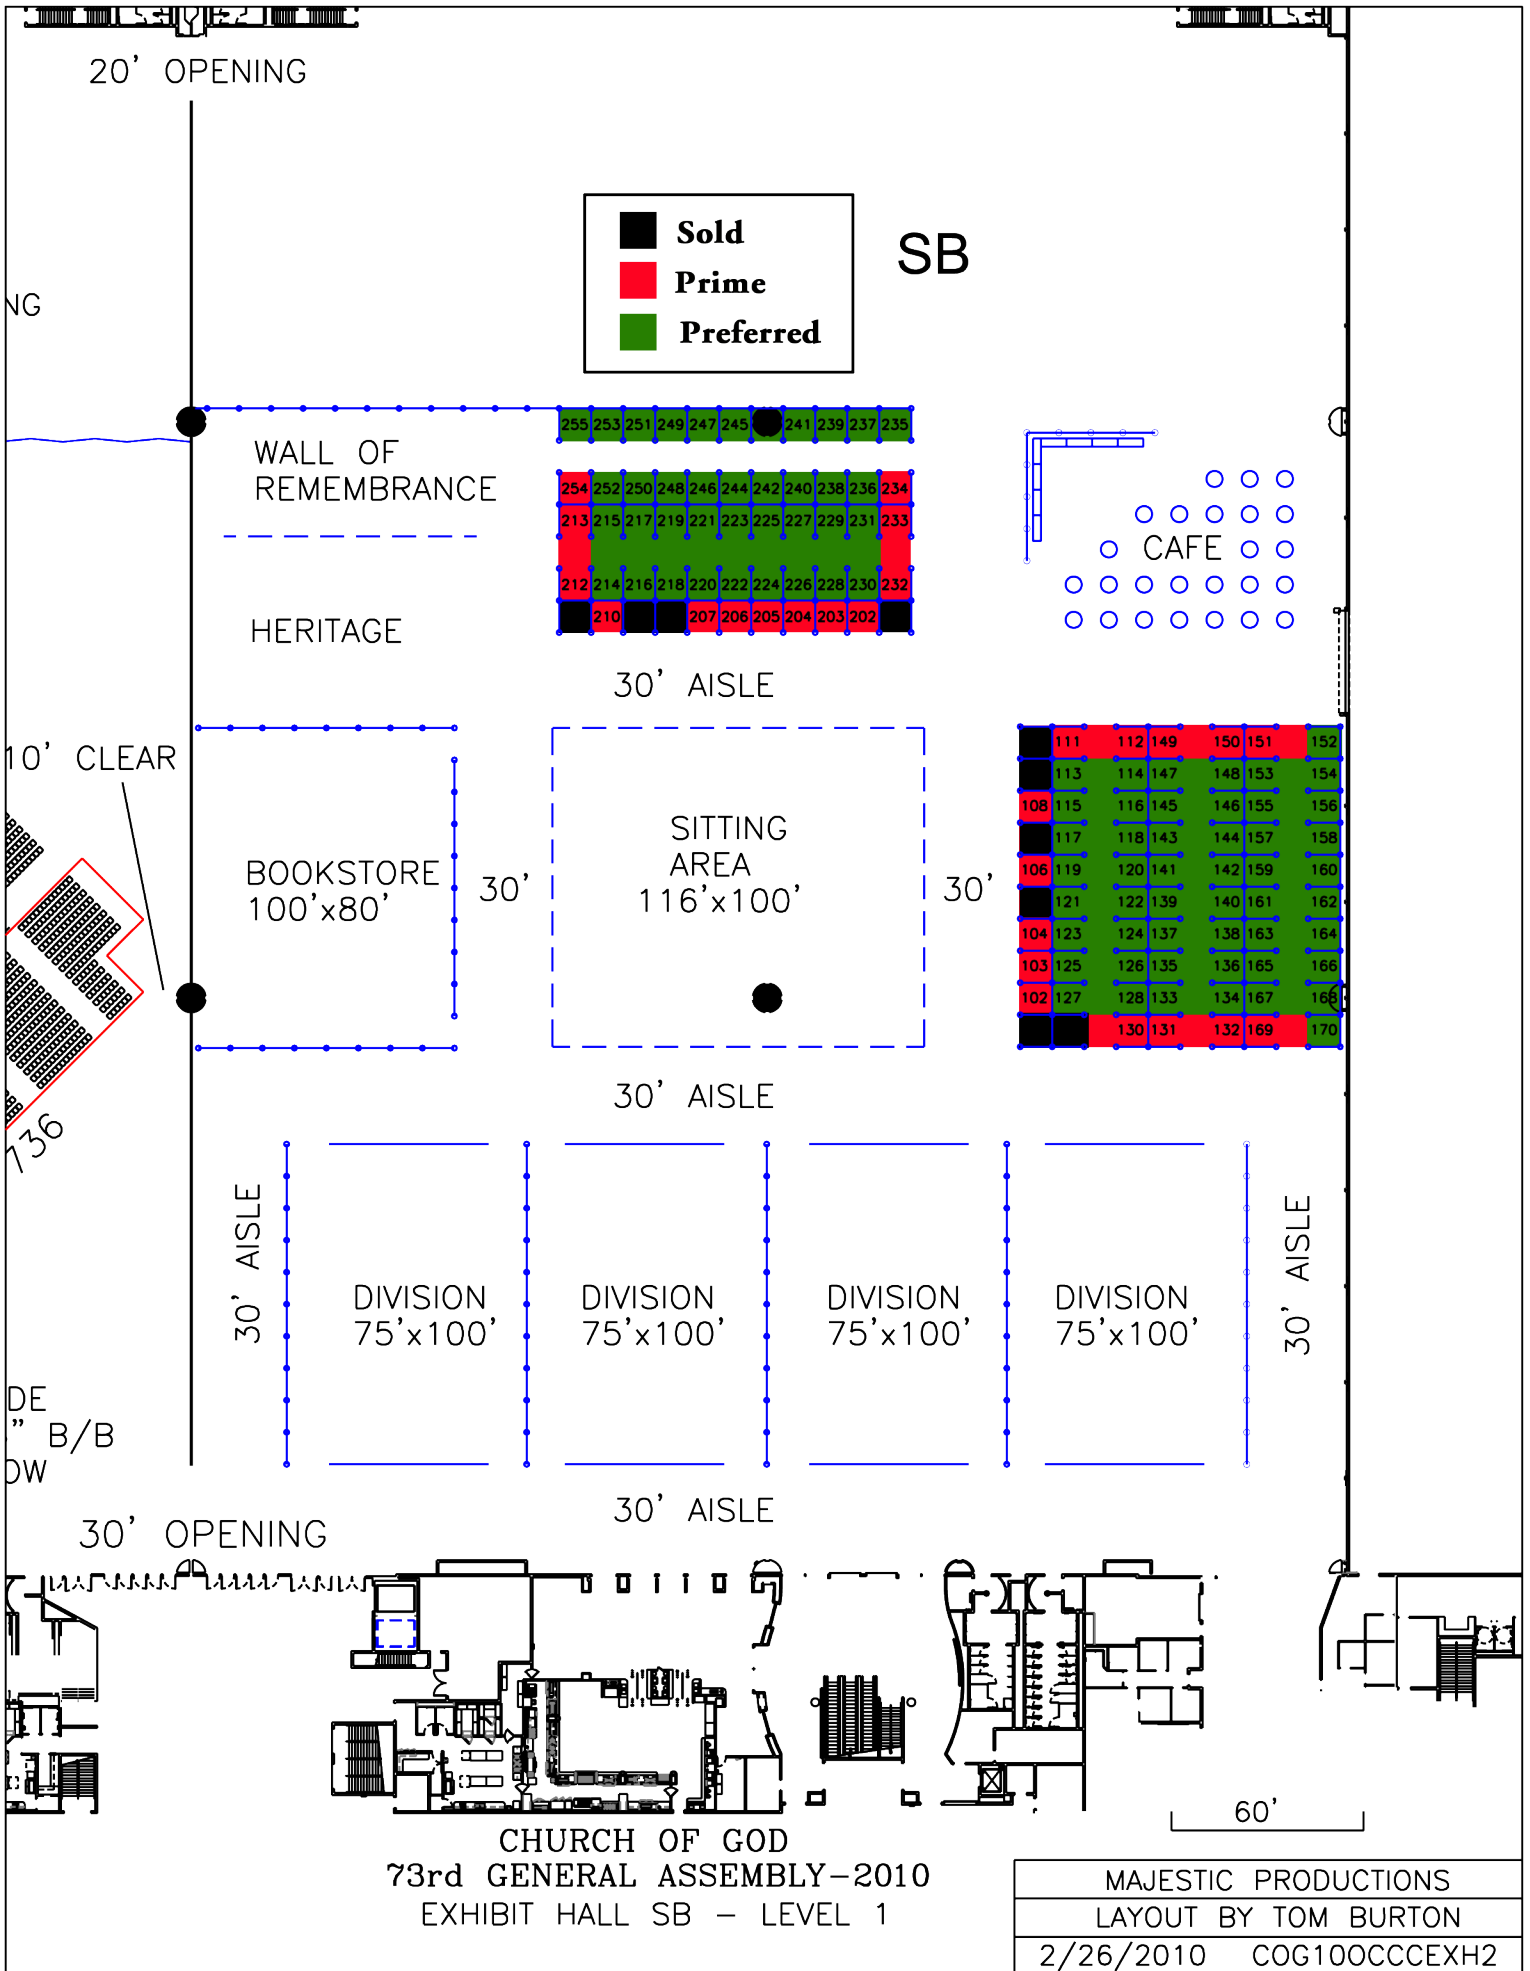 20' OPENING
Sold
Prime
Preferred
SB
NG
255 253 251 249 247 245 241 239 237 235
WALL OF
REMEMBRANCE
254 252 250 248 246 244 242 240 238 236 234
213 215 217 219 221 223 225 227 229 231 233
CAFE
212 214 216 218 220 222 224 226 228 230 232
210 207 206 205 204 203 202
HERITAGE
30' AISLE
10' CLEAR
111 112 149 150 151 152
113 114 147 148 153 154
108 115 116 145 146 155 156
117 118 143 144 157 158
106 119 120 141 142 159 160
121 122 139 140 161 162
104 123 124 137 138 163 164
103 125 126 135 136 165 166
102 127 128 133 134 167 168
130 131 132 169 170
SITTING
AREA
116'x100'
BOOKSTORE
100'x80'
30'
30'
30' AISLE
736
30' AISLE
30' AISLE
DIVISION
75'x100'
DIVISION
75'x100'
DIVISION
75'x100'
DIVISION
75'x100'
DE
" B/B
OW
30' AISLE
30' OPENING
60'
CHURCH OF GOD
73rd GENERAL ASSEMBLY-2010
EXHIBIT HALL SB - LEVEL 1
MAJESTIC PRODUCTIONS
LAYOUT BY TOM BURTON
2/26/2010 COG10OCCCEXH2